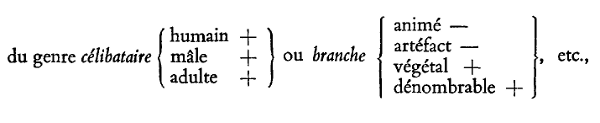 du genre célibataire { humain + mâle + adulte + } ou branche { animé — artéfact — végétal + dénombrable + }, etc.,